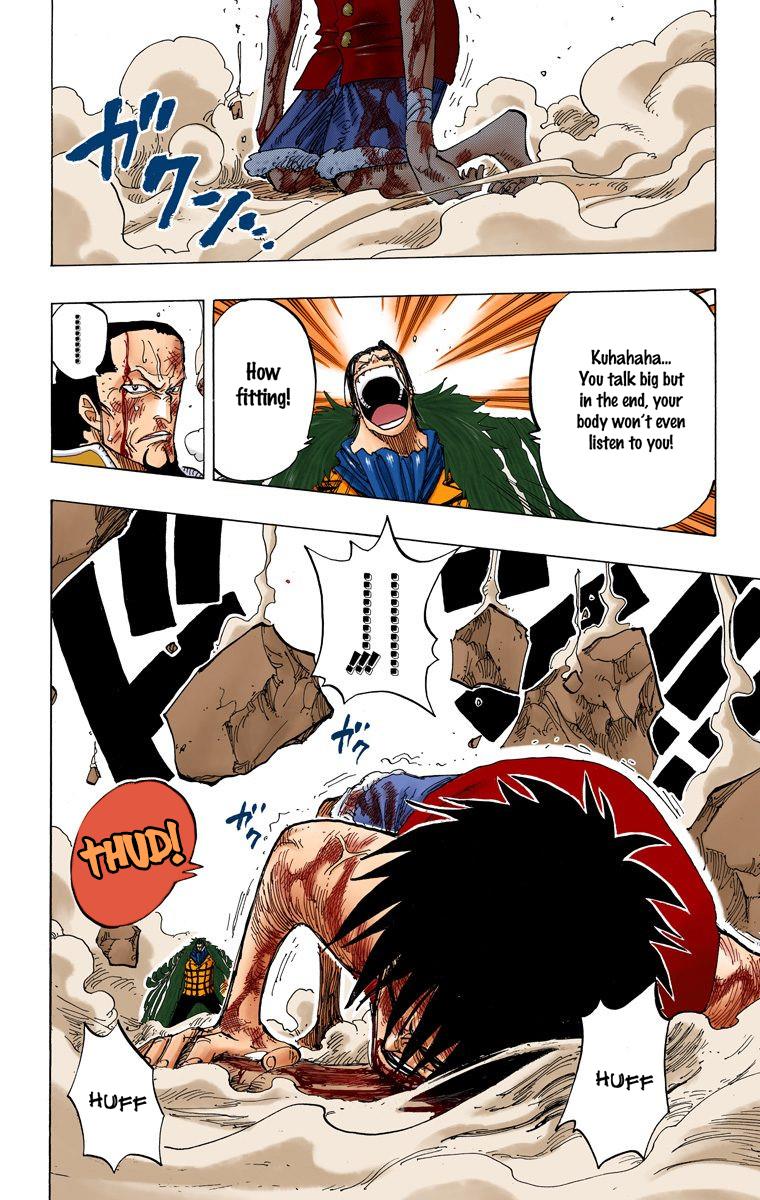 ガクンッ
Kuhahaha...
You talk big but
in the end, your
body won't even
listen to you!
How
fitting!
ガク
ガク
THUD!
HUFF
HUFF